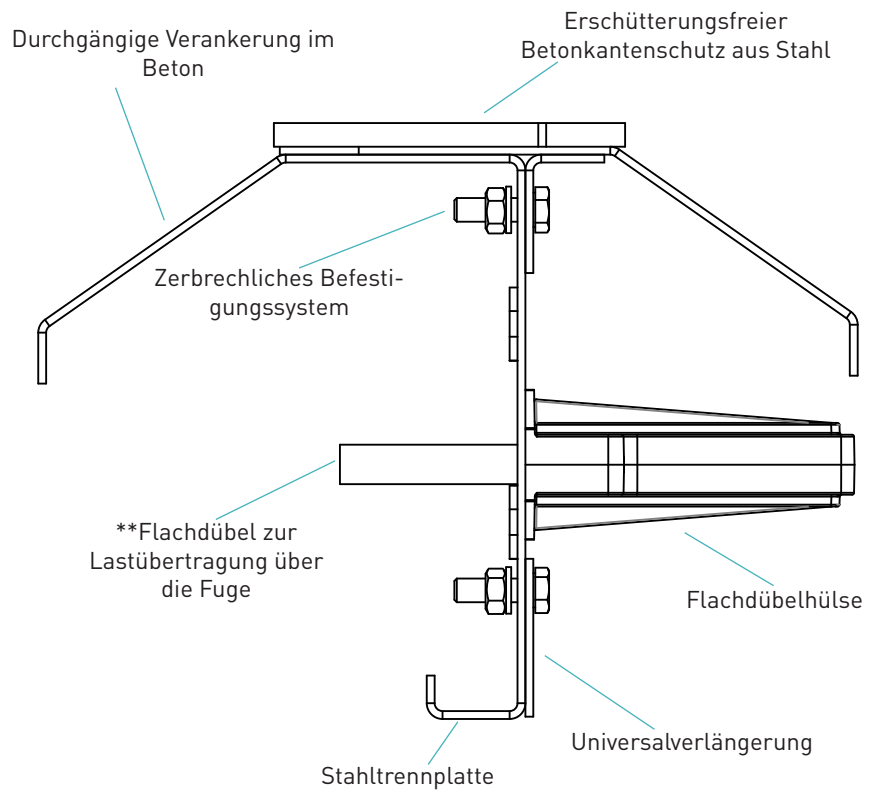 Durchgängige Verankerung im
Beton
Erschütterungsfreier
Betonkantenschutz aus Stahl
Zerbrechliches Befesti-
gungssystem
**Flachdübel zur
Lastübertragung über
die Fuge
Flachdübelhülse
Universalverlängerung
Stahltrennplatte